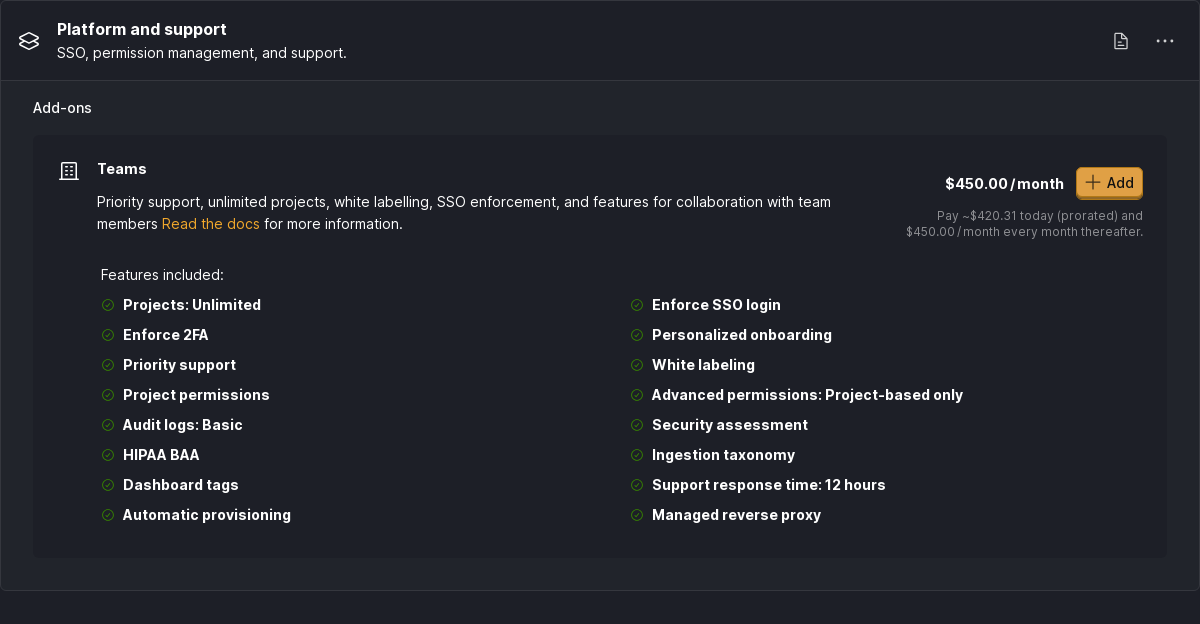 Platform and support
SSO, permission management, and support.
Add-ons
Teams
Priority support, unlimited projects, white labelling, SSO enforcement, and features for collaboration with team
members Read the docs for more information.
$450.00/month
Add
Pay ~$420.31 today (prorated) and
$450.00/month every month thereafter.
Features included:
Projects: Unlimited
Enforce 2FA
Priority support
Project permissions
Audit logs: Basic
HIPAA BAA
Dashboard tags
Automatic provisioning
Enforce SSO login
Personalized onboarding
White labeling
Advanced permissions: Project-based only
Security assessment
Ingestion taxonomy
Support response time: 12 hours
Managed reverse proxy